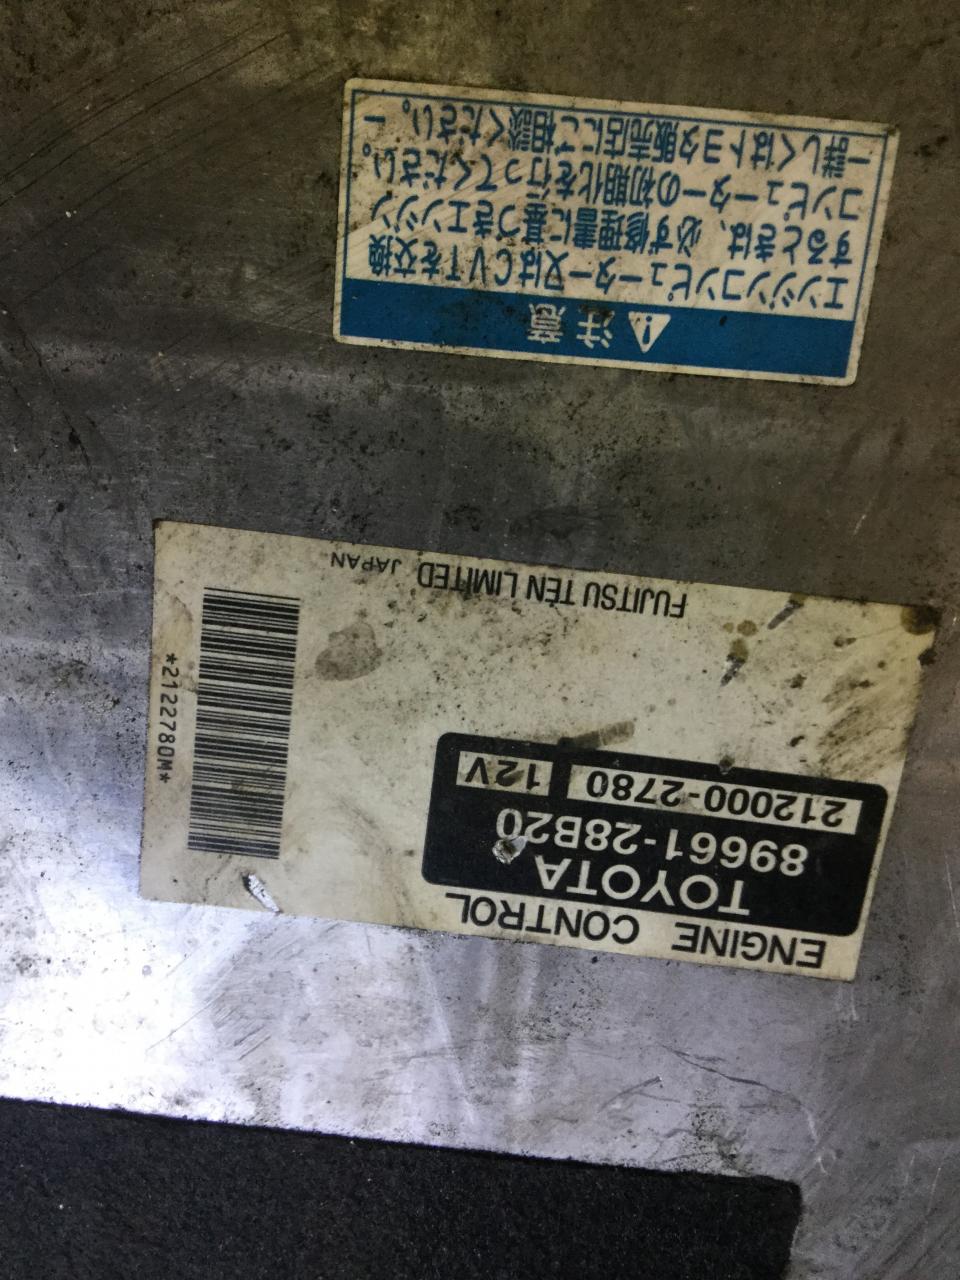 ENGINE CONTROL
TOYOTA
89661-28B20
212000-2780 12V
FUJITSU TEN LIMITED JAPAN
*2122780M*
⚠ 注意
エンジンコンピューター又はCVTを交換
するときは、必ず修理書に基づきエンジン
コンピューターの初期化を行ってください。
詳しくはトヨタ販売店にご相談ください。